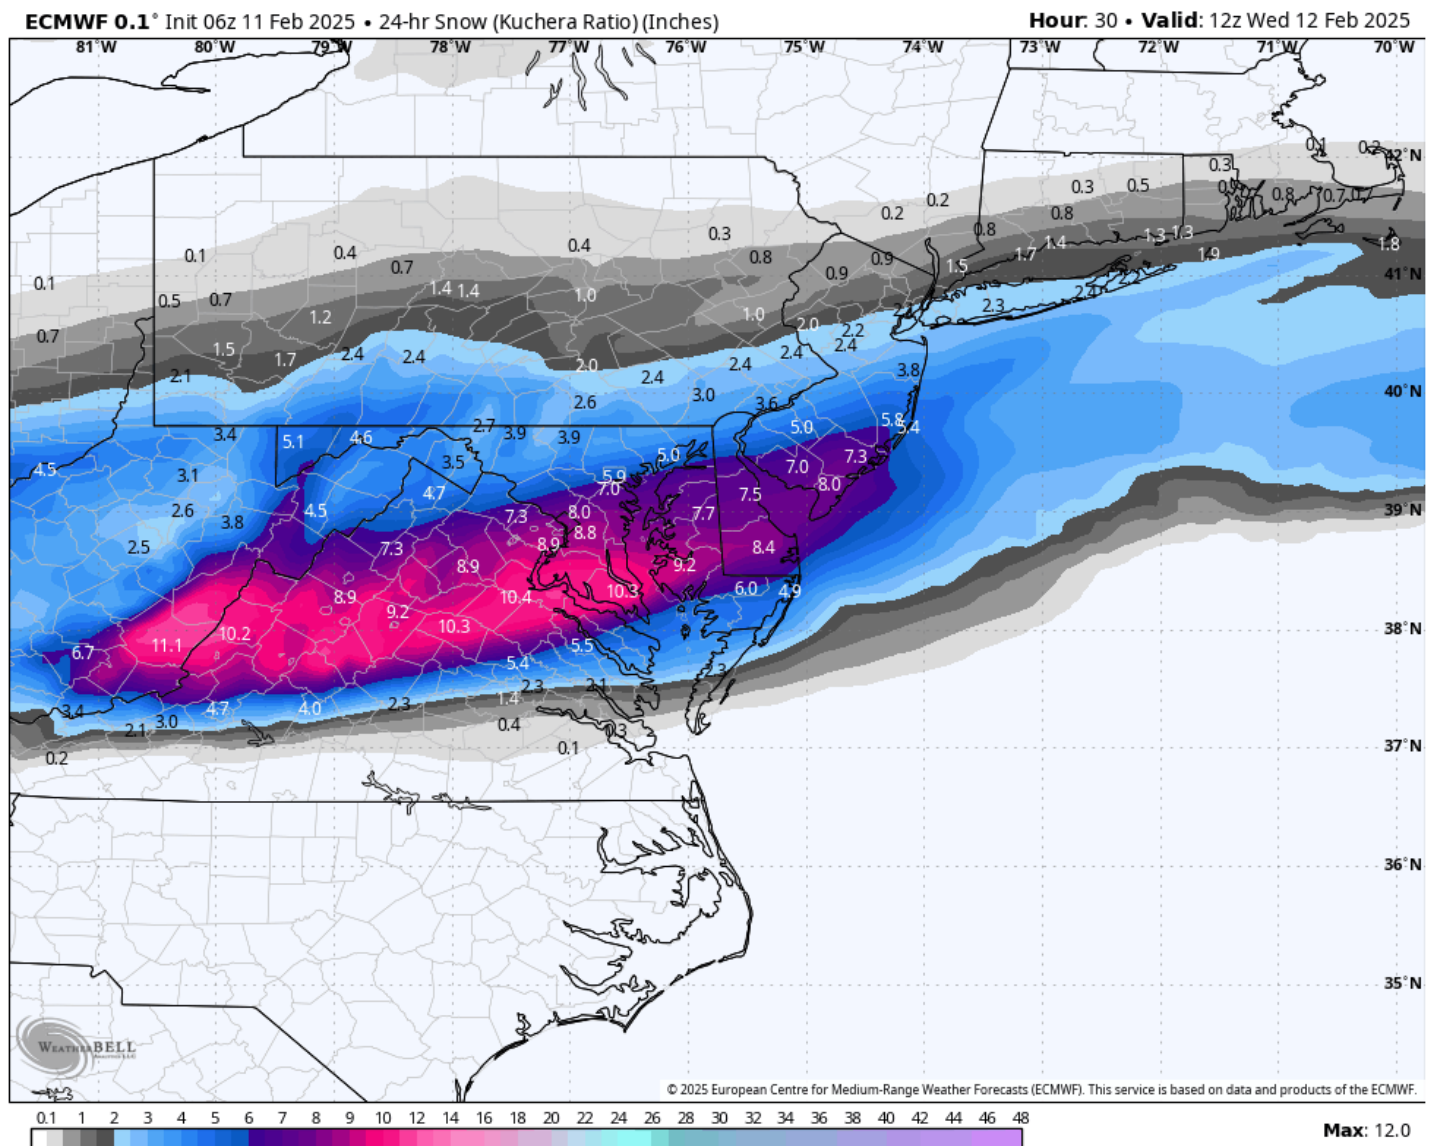 ECMWF 0.1° Init 06z 11 Feb 2025 • 24-hr Snow (Kuchera Ratio) (Inches)
Hour: 30 • Valid: 12z Wed 12 Feb 2025
81°W 80°W 79°W 78°W 77°W 76°W 75°W 74°W 73°W 72°W 71°W 70°W
0.1 0.2
42°N
0.3
0.3 0.5 0.8 0.7 0.7
0.2 0.2 0.8
0.3 0.8
0.1 0.4 0.4 1.4 1.3 1.3 1.8
0.7 0.8 0.9 0.9 1.5 1.7 1.9
41°N
0.1 1.4 1.4 1.0 2.4
0.5 0.7 2.3
1.2 1.0
0.7 2.0 2.2
1.5 1.7 2.4 2.4 2.4 2.4
2.0 2.4 3.8
2.1 2.4
40°N
2.6 3.0 3.6
3.4 5.1 4.6 2.7 3.9 3.9 5.0 5.8 5.4
4.5 3.1 3.5 5.0 7.0 7.3
5.9
4.7 7.0 7.5 8.0
2.6 3.8 4.5 7.3 8.0 7.7
39°N
8.8
2.5 7.3 8.9 8.4
8.9 9.2
8.9 10.4 10.3 6.0 4.9
9.2
10.2 10.3
38°N
6.7 11.1 5.5
5.4
2.3 2.1
3.4 4.7 4.0 2.3 1.4
2.1 3.0 0.4
0.2 0.1
37°N
36°N
35°N
WEATHERBELL
ANALYTICS LLC
© 2025 European Centre for Medium-Range Weather Forecasts (ECMWF). This service is based on data and products of the ECMWF.
0.1 1 2 3 4 5 6 7 8 9 10 12 14 16 18 20 22 24 26 28 30 32 34 36 38 40 42 44 46 48
Max: 12.0